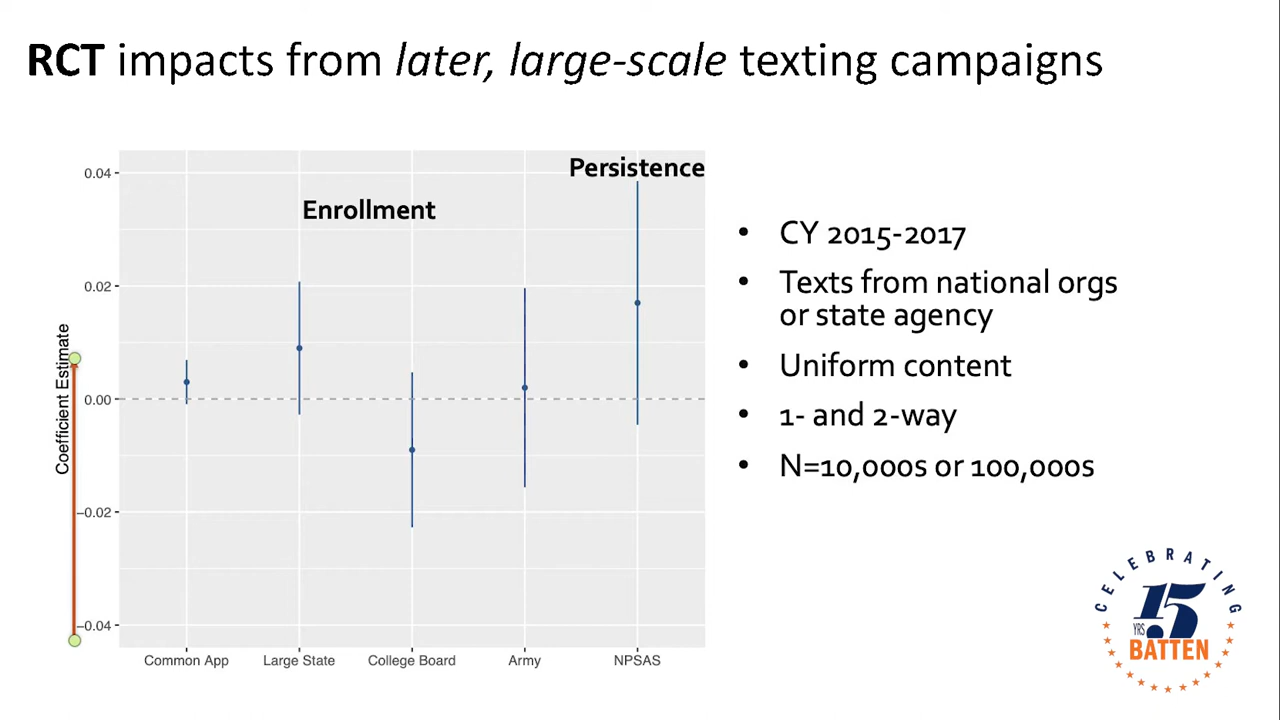 RCT impacts from later, large-scale texting campaigns
Persistence
Enrollment
Coefficient Estimate
0.04
0.02
0.00
−0.02
−0.04
Common App
Large State
College Board
Army
NPSAS
• CY 2015-2017
• Texts from national orgs
or state agency
• Uniform content
• 1- and 2-way
• N=10,000s or 100,000s
CELEBRATING
15
YRS
BATTEN